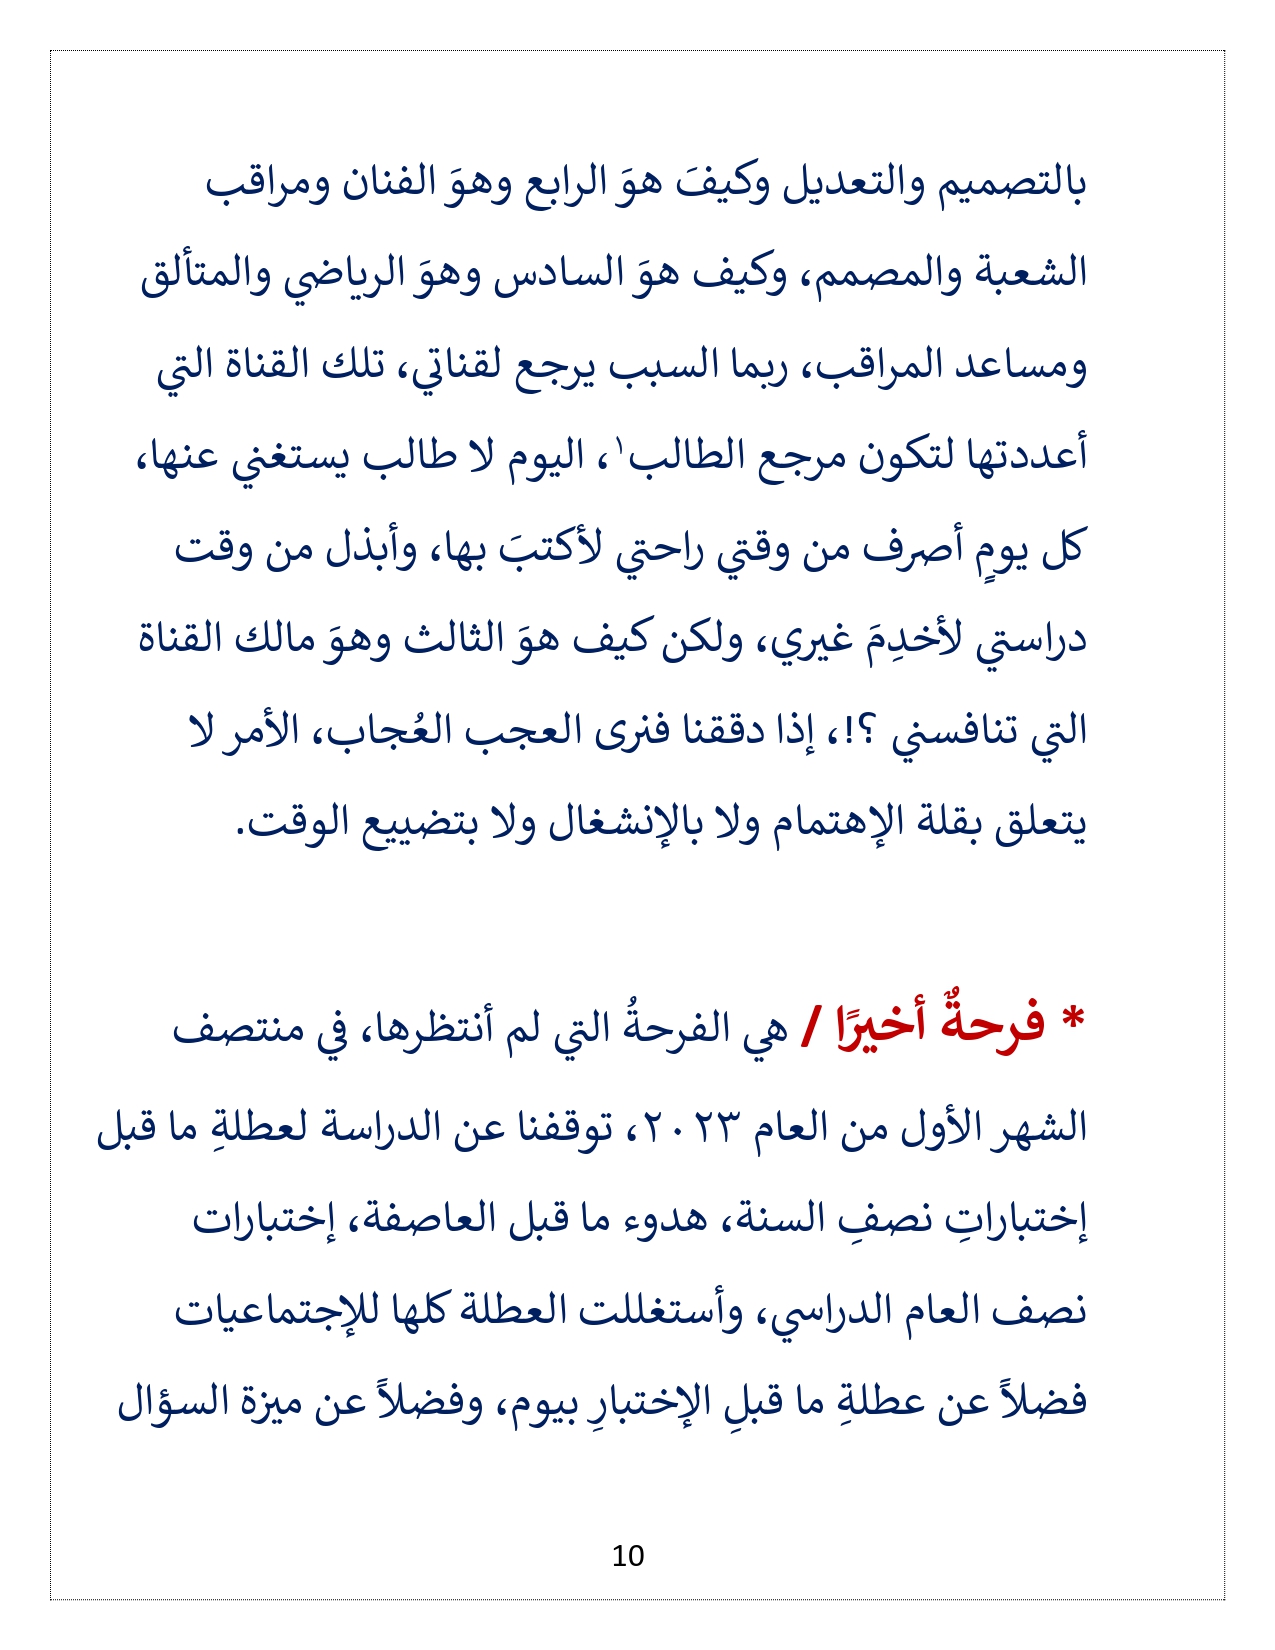 بالتصميم والتعديل وكيفَ هوَ الرابع وهوَ الفنان ومراقب
الشعبة والمصمم، وكيف هوَ السادس وهوَ الرياضي والمتألق
ومساعد المراقب، ربما السبب يرجع لقناتي، تلك القناة التي
أعددتها لتكون مرجع الطالب١، اليوم لا طالب يستغني عنها،
كل يومٍ أصرف من وقتي راحتي لأكتبَ بها، وأبذل من وقت
دراستي لأخدِمَ غيري، ولكن كيف هوَ الثالث وهوَ مالك القناة
التي تنافسني ؟!، إذا دققنا فنرى العجب العُجاب، الأمر لا
يتعلق بقلة الإهتمام ولا بالإنشغال ولا بتضييع الوقت.
* فرحةٌ أخيرًا / هي الفرحةُ التي لم أنتظرها، في منتصف
الشهر الأول من العام ٢٠٢٣، توقفنا عن الدراسة لعطلةِ ما قبل
إختباراتِ نصفِ السنة، هدوء ما قبل العاصفة، إختبارات
نصف العام الدراسي، وأستغللت العطلة كلها للإجتماعيات
فضلاً عن عطلةِ ما قبلِ الإختبارِ بيوم، وفضلاً عن ميزة السؤال
10